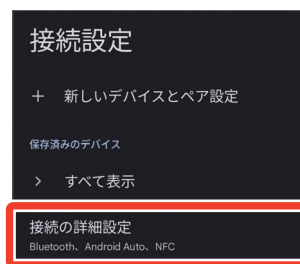 接続設定
+ 新しいデバイスとペア設定
保存済みのデバイス
> すべて表示
接続の詳細設定
Bluetooth、Android Auto、NFC